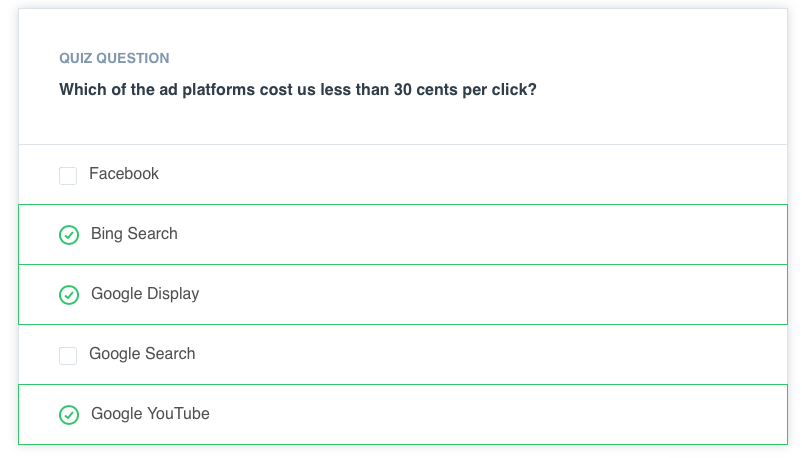 QUIZ QUESTION
Which of the ad platforms cost us less than 30 cents per click?
Facebook
Bing Search
Google Display
Google Search
Google YouTube